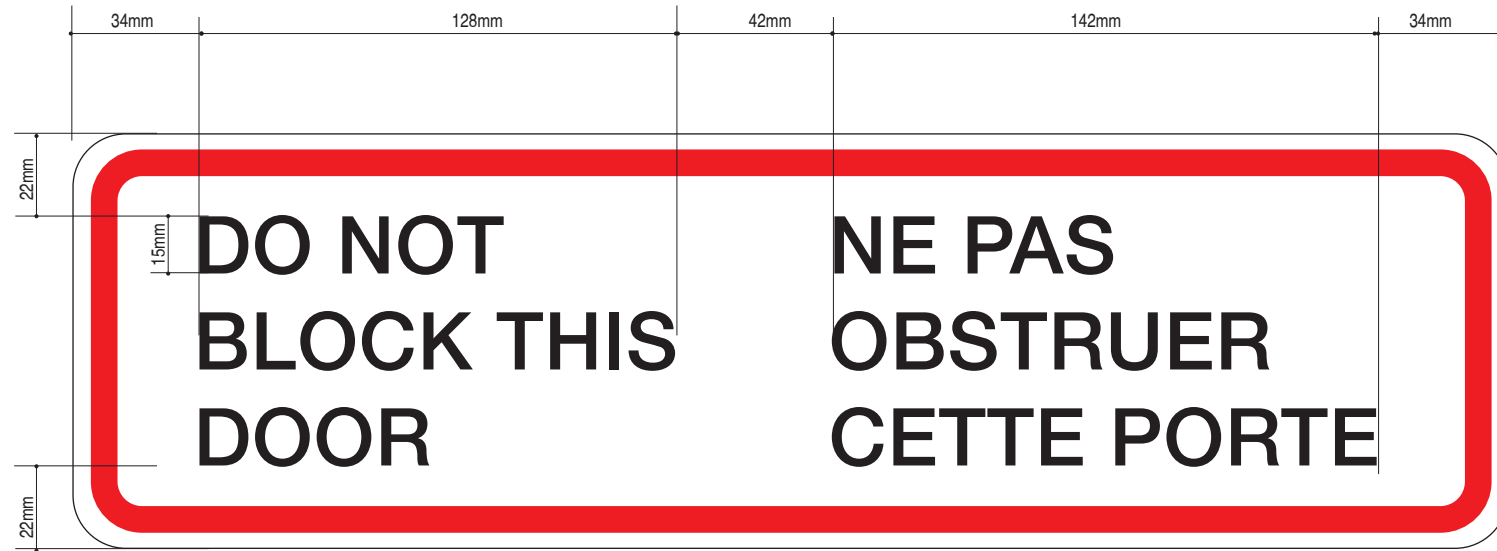 34mm 128mm 42mm 142mm 34mm
22mm
15mm
DO NOT
BLOCK THIS
DOOR
NE PAS
OBSTRUER
CETTE PORTE
22mm